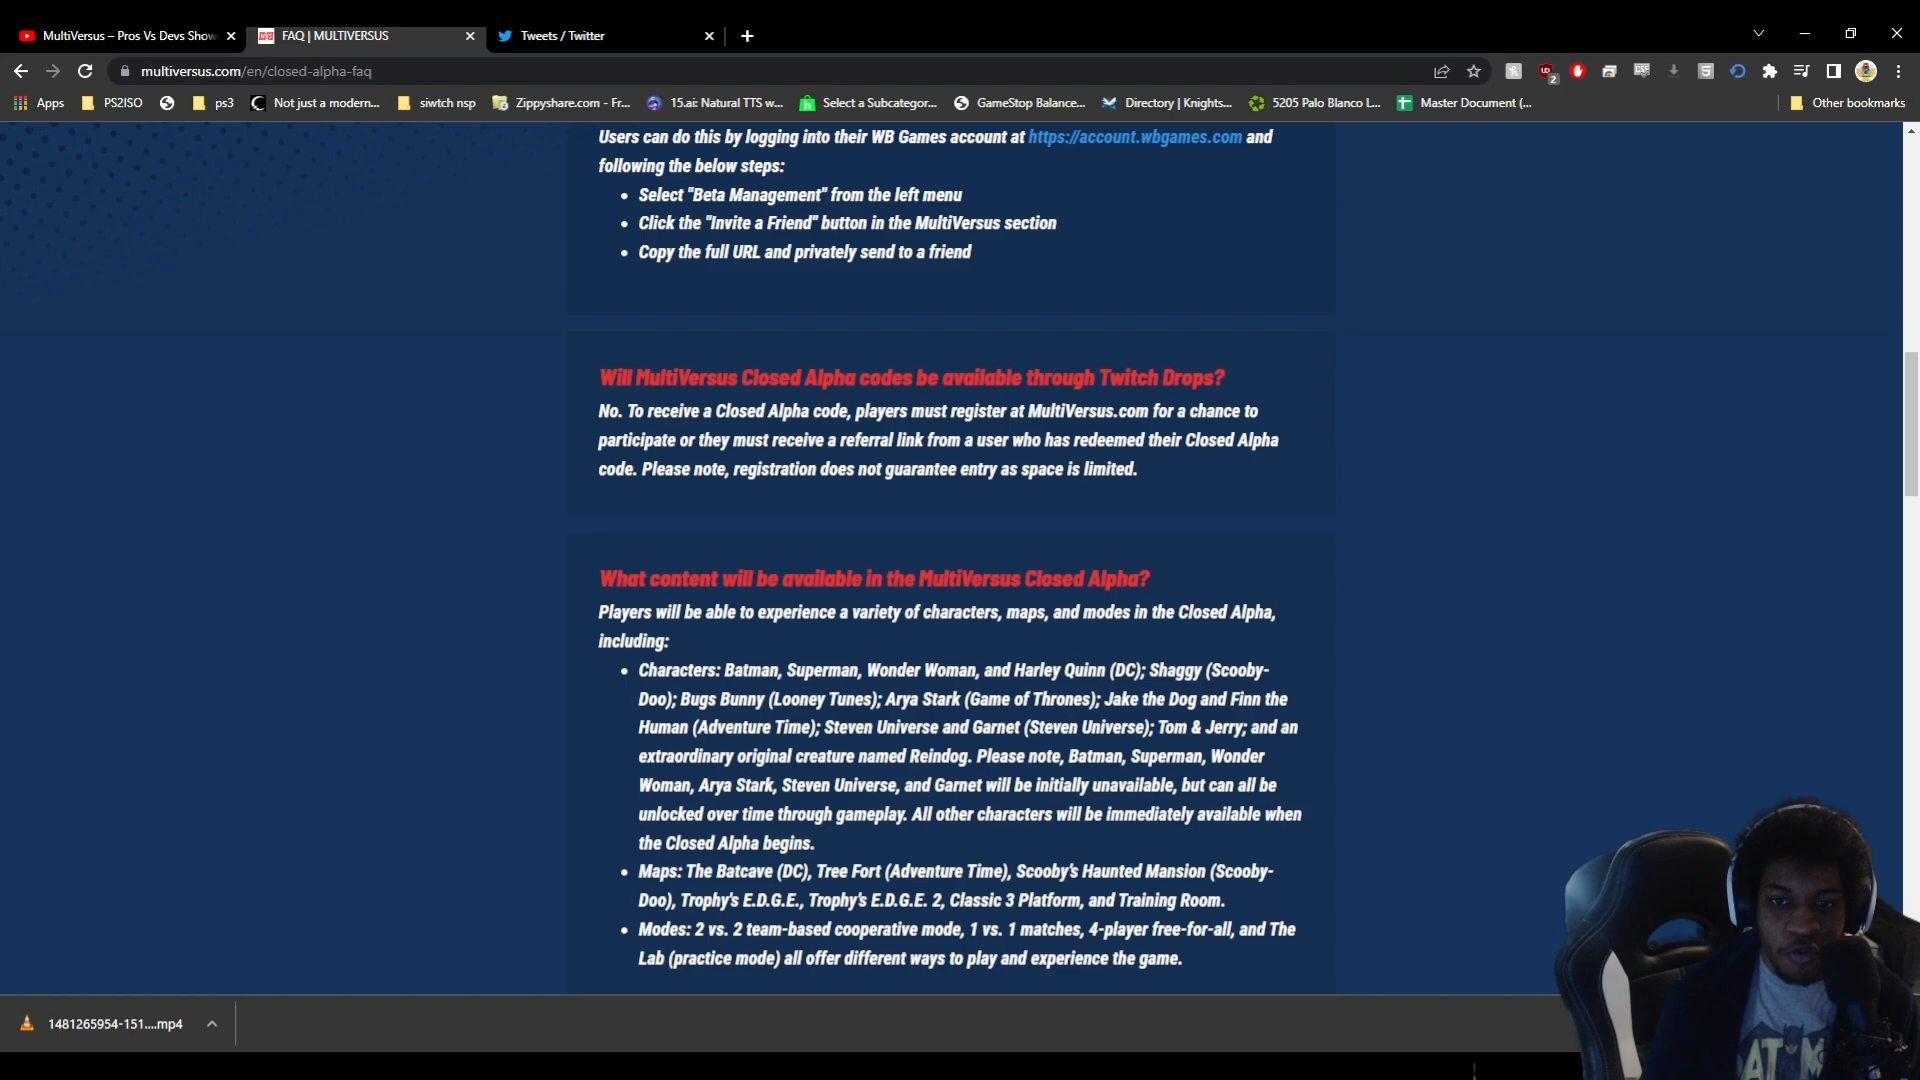 MultiVersus – Pros Vs Devs Show
FAQ | MULTIVERSUS
Tweets / Twitter
multiversus.com/en/closed-alpha-faq
2
Apps
PS2ISO
ps3
Not just a modern...
siwtch nsp
Zippyshare.com - Fr...
15.ai: Natural TTS w...
Select a Subcategor...
GameStop Balance...
Directory | Knights...
5205 Palo Blanco L...
Master Document (...
Other bookmarks
Users can do this by logging into their WB Games account at https://account.wbgames.com and
following the below steps:
Select "Beta Management" from the left menu
Click the "Invite a Friend" button in the MultiVersus section
Copy the full URL and privately send to a friend
Will MultiVersus Closed Alpha codes be available through Twitch Drops?
No. To receive a Closed Alpha code, players must register at MultiVersus.com for a chance to
participate or they must receive a referral link from a user who has redeemed their Closed Alpha
code. Please note, registration does not guarantee entry as space is limited.
What content will be available in the MultiVersus Closed Alpha?
Players will be able to experience a variety of characters, maps, and modes in the Closed Alpha,
including:
Characters: Batman, Superman, Wonder Woman, and Harley Quinn (DC); Shaggy (Scooby-
Doo); Bugs Bunny (Looney Tunes); Arya Stark (Game of Thrones); Jake the Dog and Finn the
Human (Adventure Time); Steven Universe and Garnet (Steven Universe); Tom & Jerry; and an
extraordinary original creature named Reindog. Please note, Batman, Superman, Wonder
Woman, Arya Stark, Steven Universe, and Garnet will be initially unavailable, but can all be
unlocked over time through gameplay. All other characters will be immediately available when
the Closed Alpha begins.
Maps: The Batcave (DC), Tree Fort (Adventure Time), Scooby's Haunted Mansion (Scooby-
Doo), Trophy's E.D.G.E., Trophy's E.D.G.E. 2, Classic 3 Platform, and Training Room.
Modes: 2 vs. 2 team-based cooperative mode, 1 vs. 1 matches, 4-player free-for-all, and The
Lab (practice mode) all offer different ways to play and experience the game.
1481265954-151....mp4